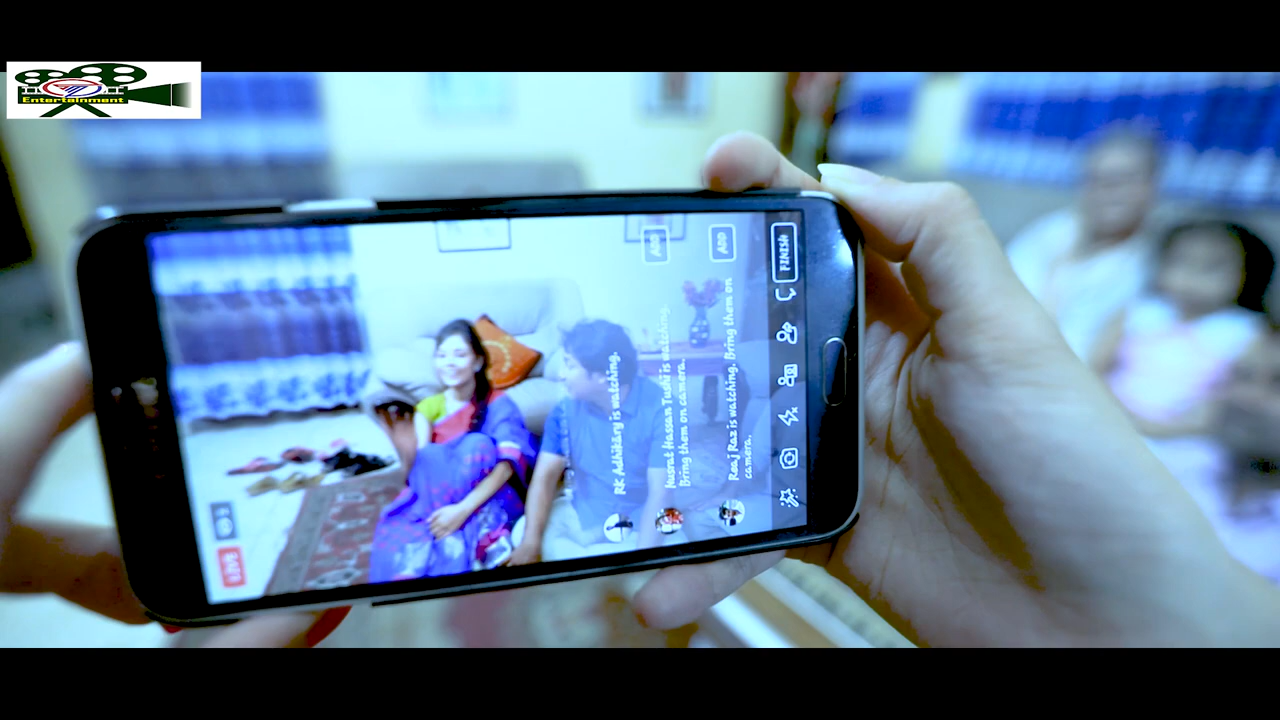 Entertainment
ADD
ADD
FINISH
RK Adhikary is watching.
Nusrat Hassan Tushi is watching.
Bring them on camera.
Reaj Raz is watching. Bring them on
camera.
LIVE